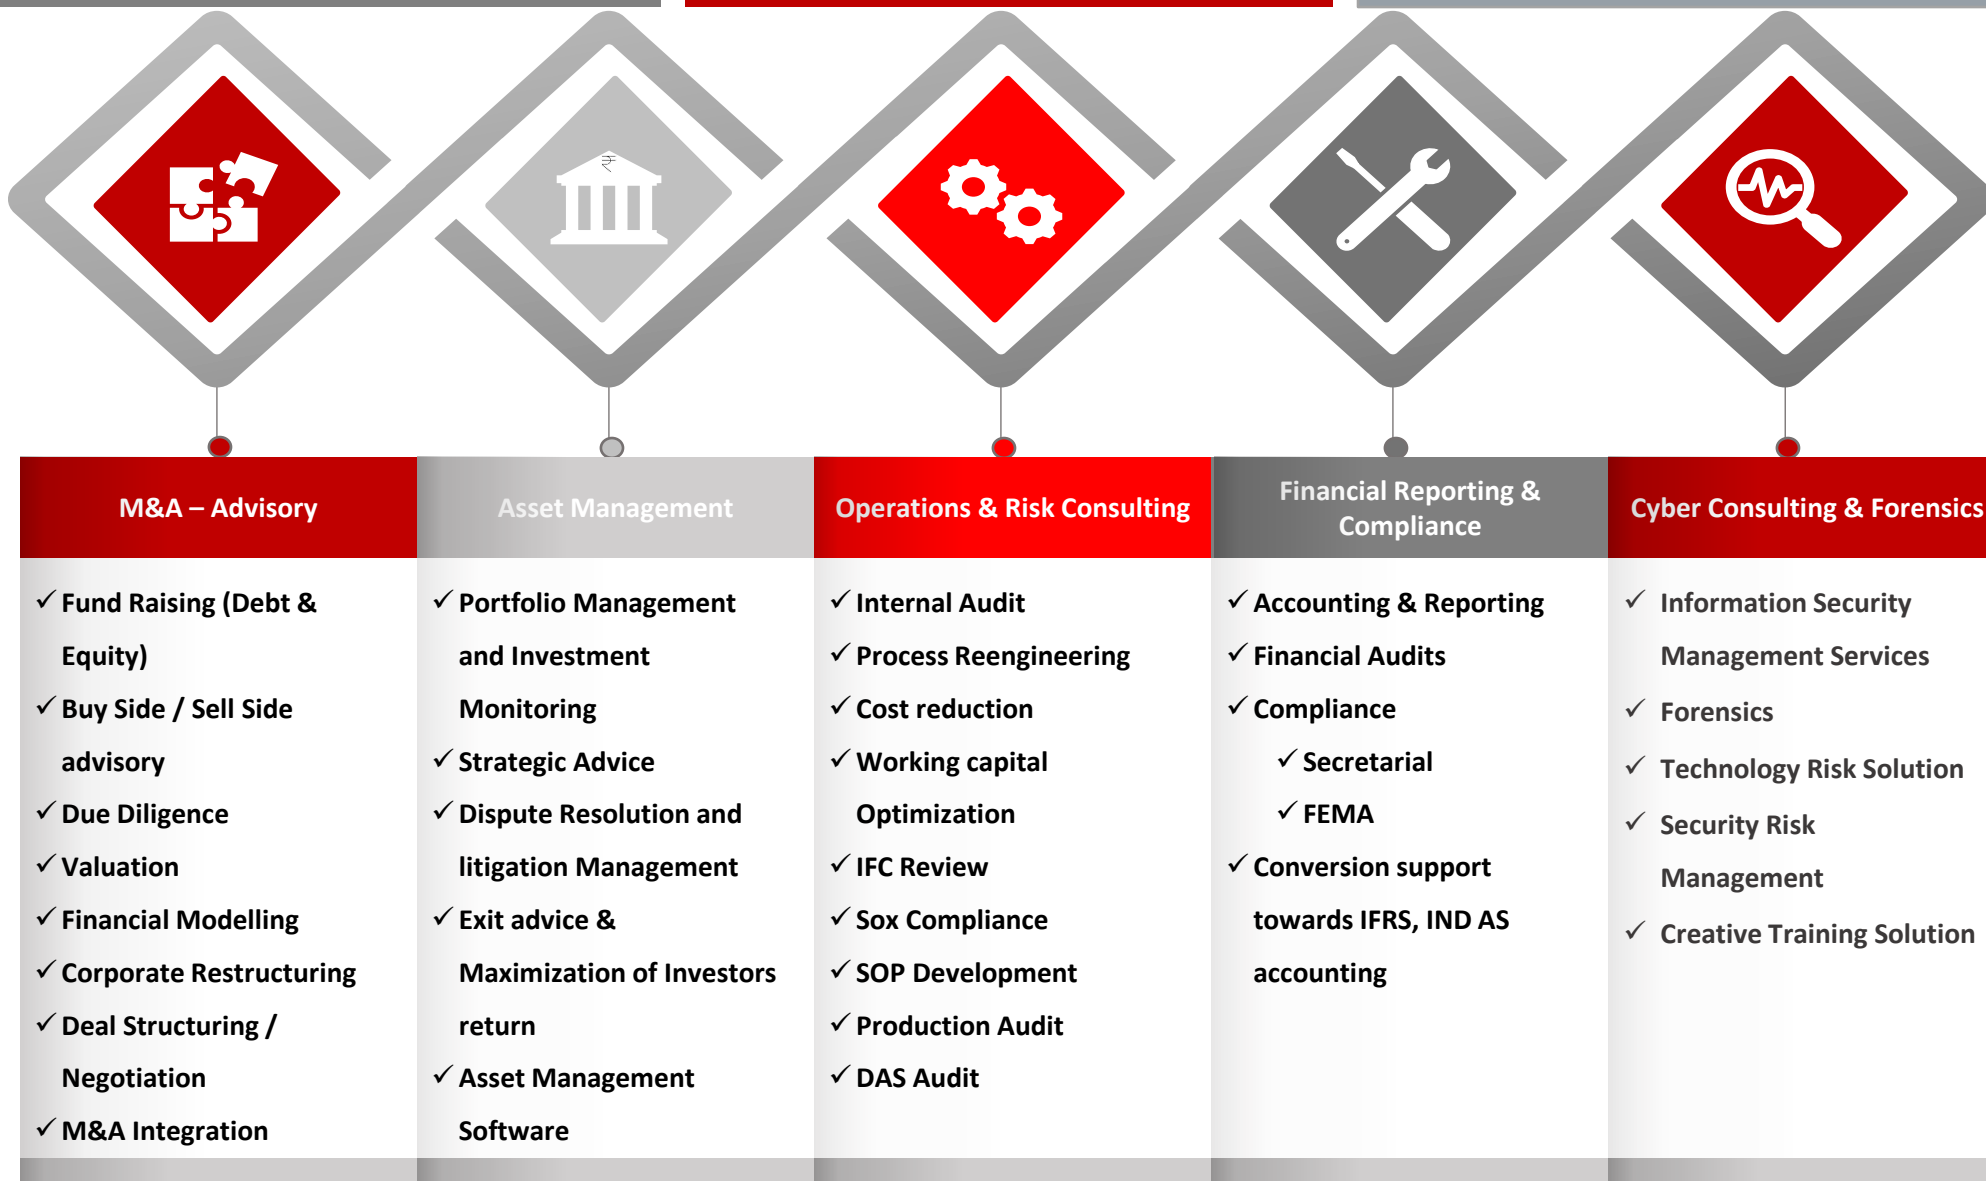 ₹
M&A – Advisory
Fund Raising (Debt &
Equity)
Buy Side / Sell Side
advisory
Due Diligence
Valuation
Financial Modelling
Corporate Restructuring
Deal Structuring /
Negotiation
M&A Integration
Asset Management
Portfolio Management
and Investment
Monitoring
Strategic Advice
Dispute Resolution and
litigation Management
Exit advice &
Maximization of Investors
return
Asset Management
Software
Operations & Risk Consulting
Internal Audit
Process Reengineering
Cost reduction
Working capital
Optimization
IFC Review
Sox Compliance
SOP Development
Production Audit
DAS Audit
Financial Reporting &
Compliance
Accounting & Reporting
Financial Audits
Compliance
Secretarial
FEMA
Conversion support
towards IFRS, IND AS
accounting
Cyber Consulting & Forensics
Information Security
Management Services
Forensics
Technology Risk Solution
Security Risk
Management
Creative Training Solution